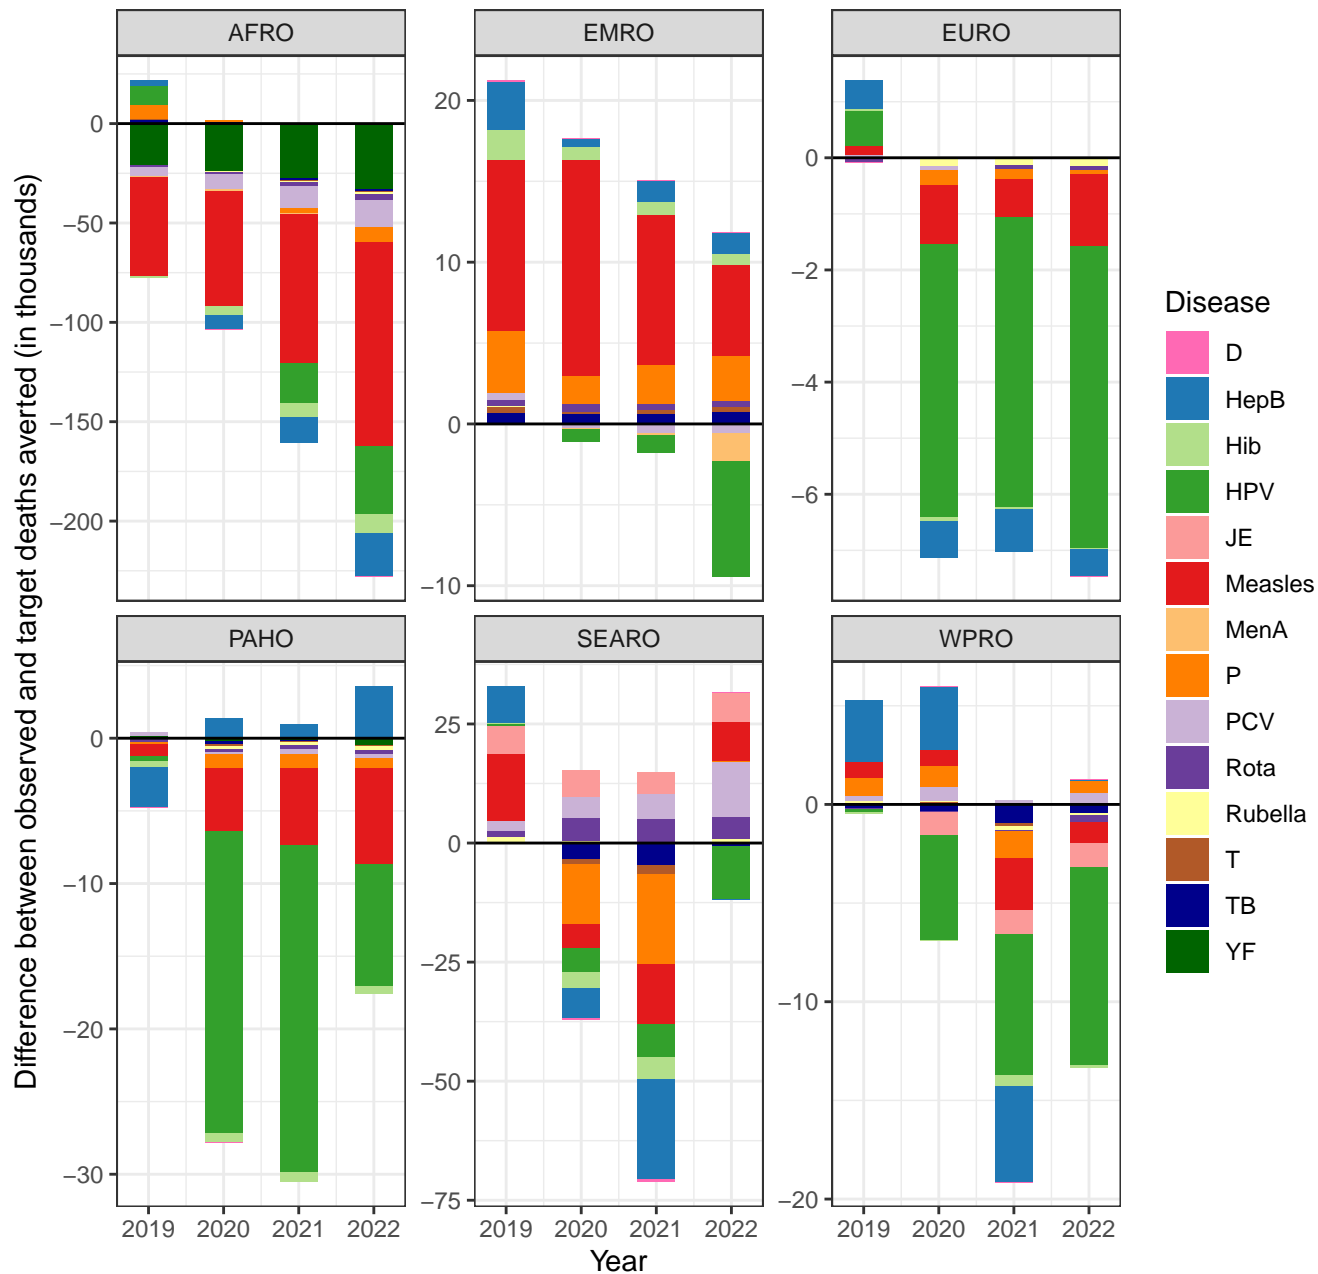 AFRO
EMRO
EURO
0
−50
−100
−150
−200
20
10
0
−10
0
−2
−4
−6
PAHO
SEARO
WPRO
0
−10
−20
−30
25
0
−25
−50
−75
0
−10
−20
2019 2020 2021 2022
2019 2020 2021 2022
2019 2020 2021 2022
Year
Difference between observed and target deaths averted (in thousands)
Disease
D
HepB
Hib
HPV
JE
Measles
MenA
P
PCV
Rota
Rubella
T
TB
YF